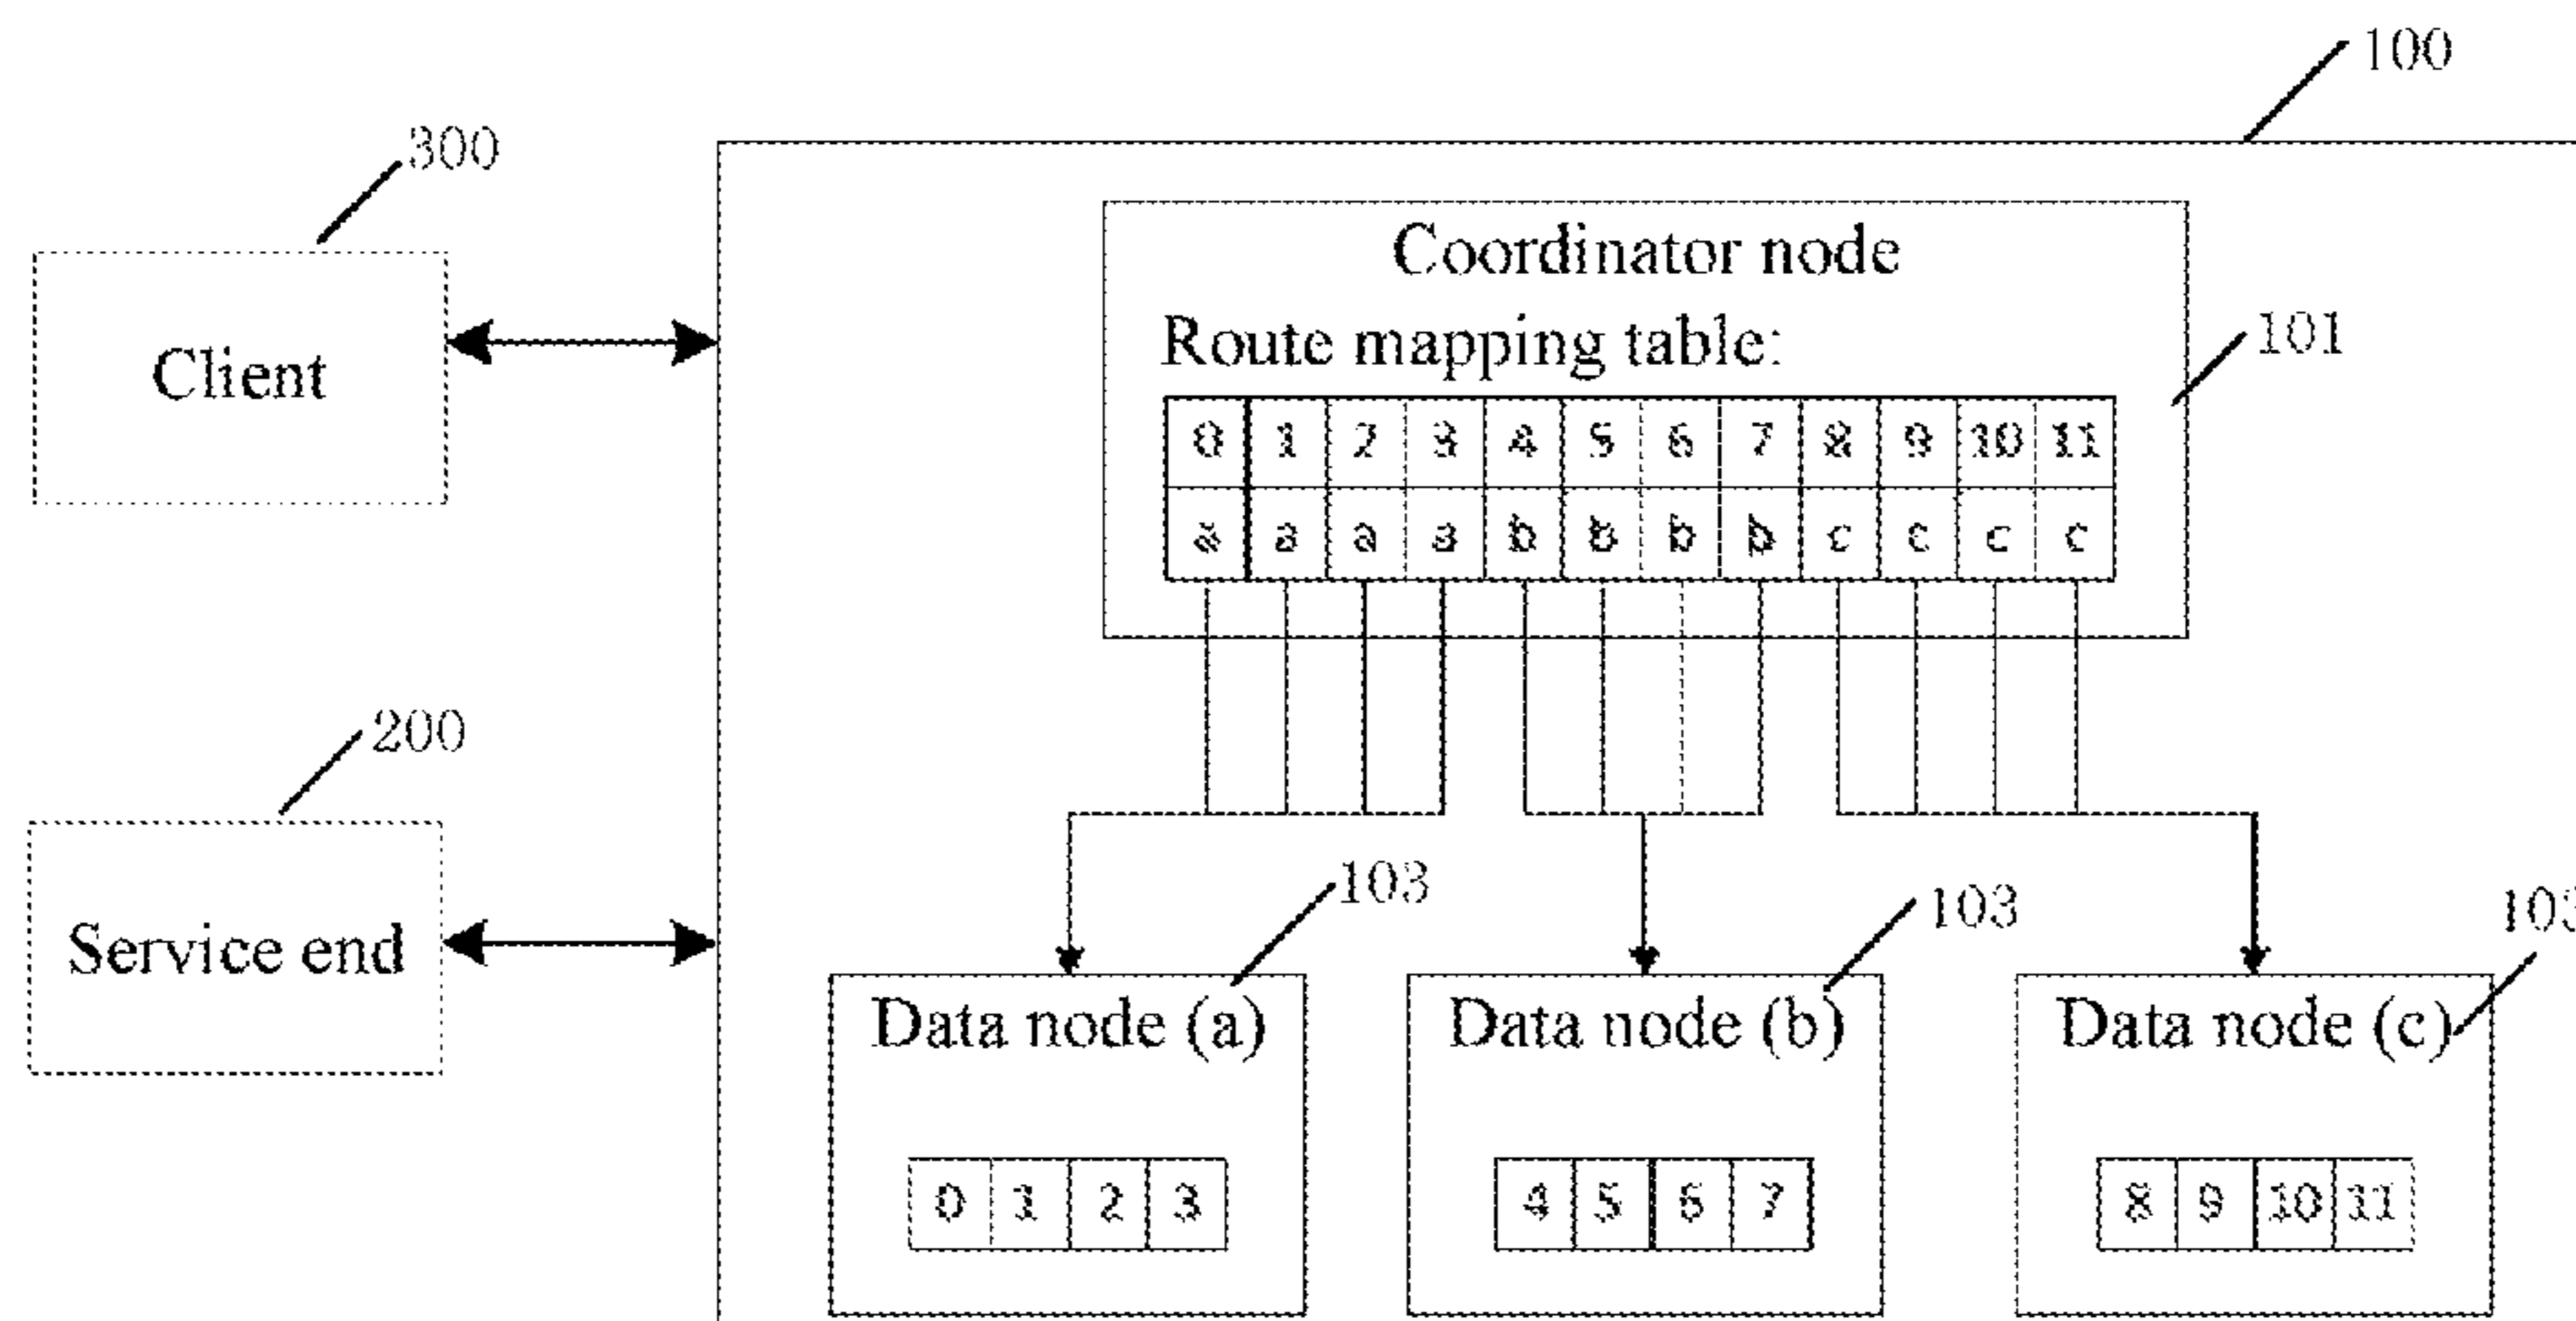 100
300
Coordinator node
Route mapping table:
101
Client
0 1 2 3 4 5 6 7 8 9 10 11
a a a a b b b b c c c c
200
Service end
103 103 103
Data node (a) Data node (b) Data node (c)
0 1 2 3 4 5 6 7 8 9 10 11